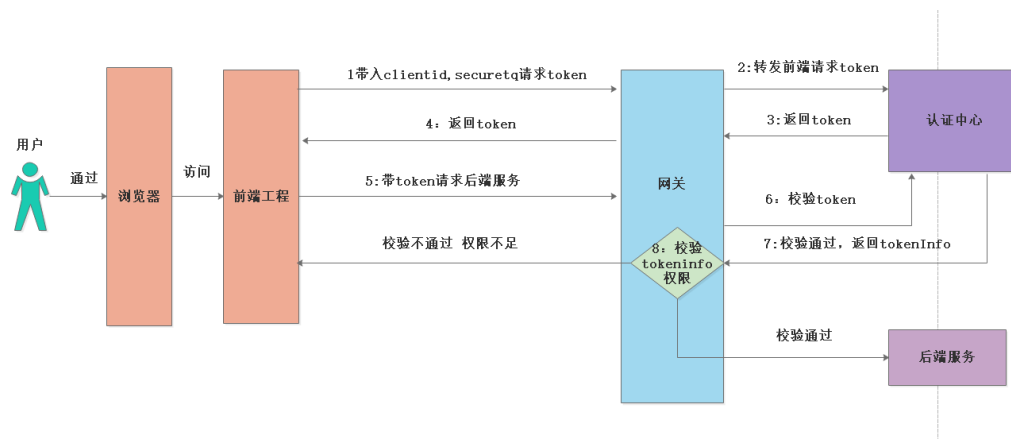 1带入clientid,securetq请求token
2:转发前端请求token
4：返回token
3:返回token
认证中心
用户
通过
浏览器
访问
前端工程
5:带token请求后端服务
网关
6：校验token
校验不通过 权限不足
8：校验
tokeninfo
权限
7:校验通过，返回tokenInfo
校验通过
后端服务